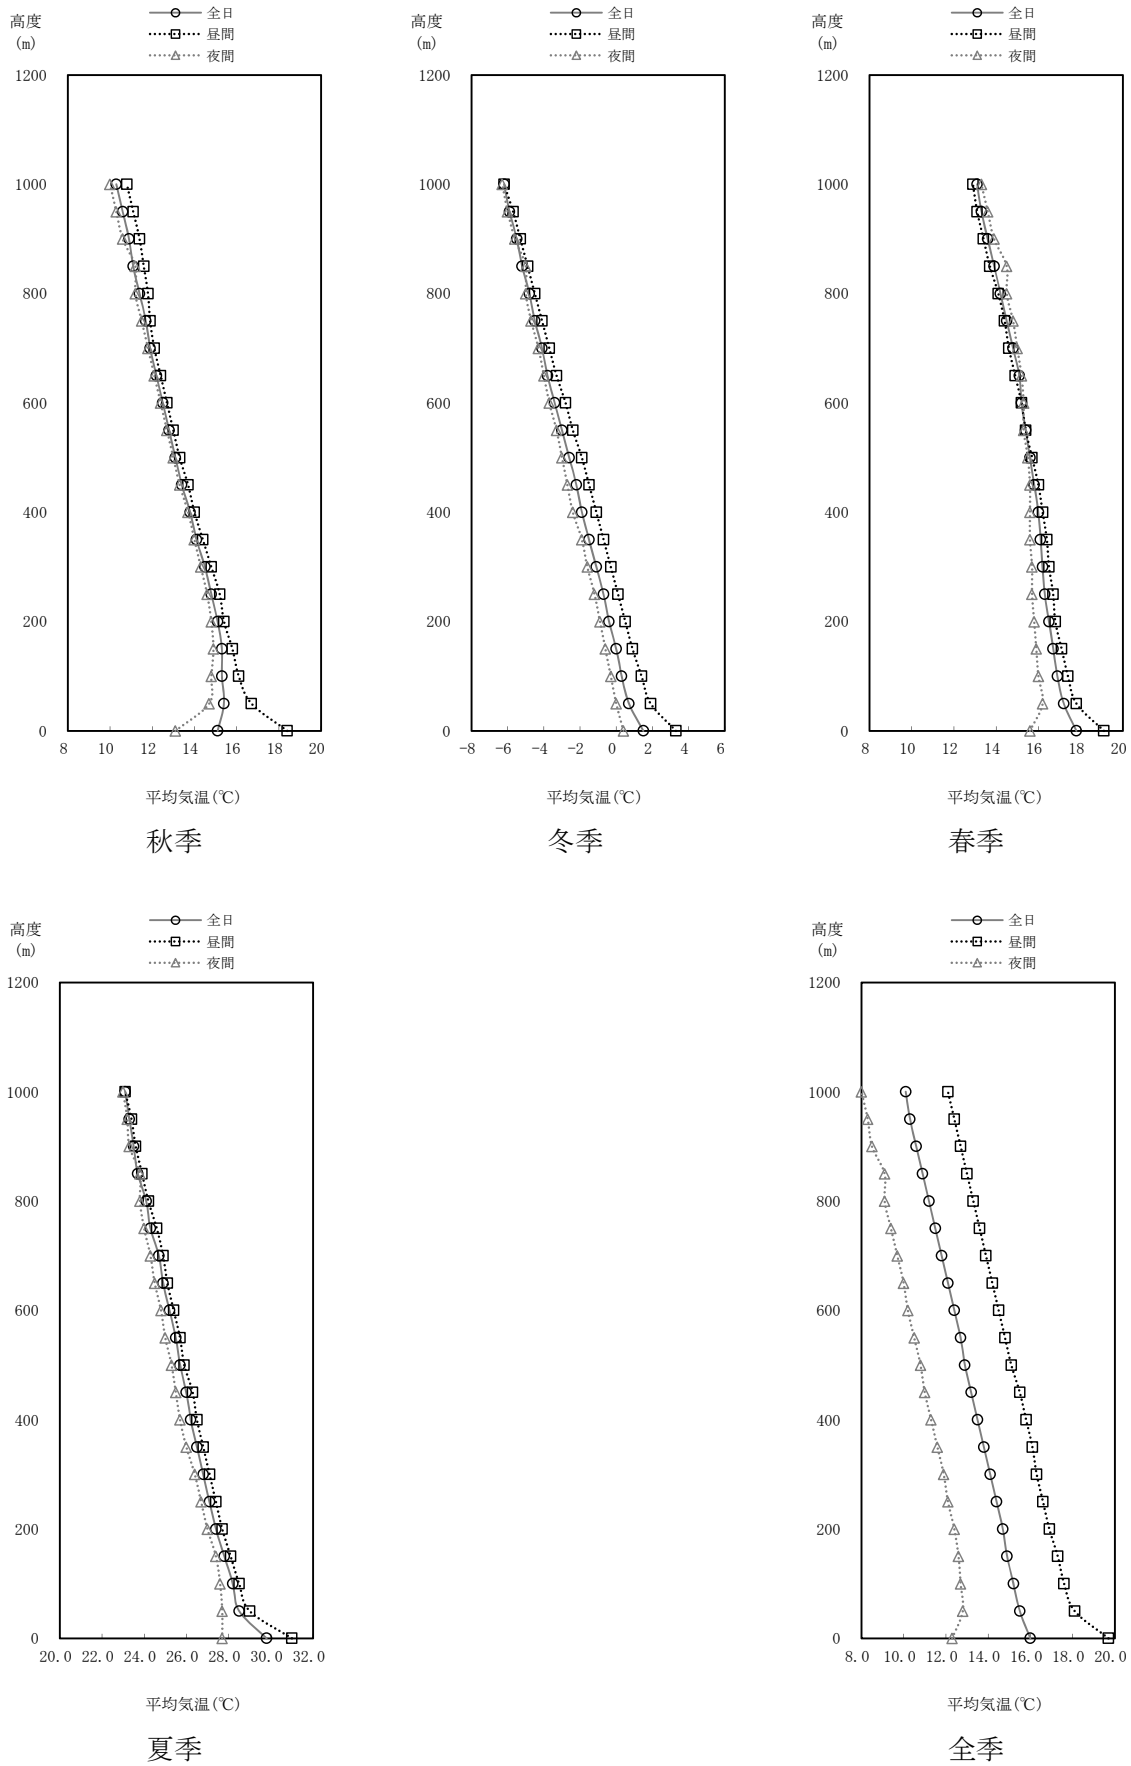 高度
(m)
全日
昼間
夜間
1200
1000
800
600
400
200
0
8 10 12 14 16 18 20
平均気温(℃)
秋季
高度
(m)
全日
昼間
夜間
1200
1000
800
600
400
200
0
-8 -6 -4 -2 0 2 4 6
平均気温(℃)
冬季
高度
(m)
全日
昼間
夜間
1200
1000
800
600
400
200
0
8 10 12 14 16 18 20
平均気温(℃)
春季
高度
(m)
全日
昼間
夜間
1200
1000
800
600
400
200
0
20.0 22.0 24.0 26.0 28.0 30.0 32.0
平均気温(℃)
夏季
高度
(m)
全日
昼間
夜間
1200
1000
800
600
400
200
0
8.0 10.0 12.0 14.0 16.0 18.0 20.0
平均気温(℃)
全季